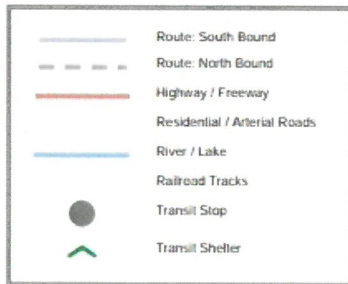 Route: South Bound
Route: North Bound
Highway / Freeway
Residential / Arterial Roads
River / Lake
Railroad Tracks
Transit Stop
Transit Shelter